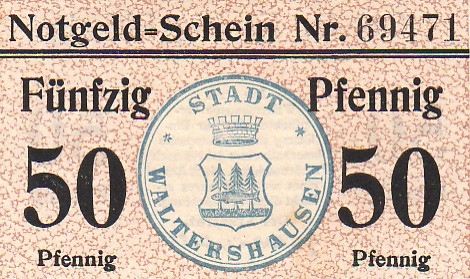 Notgeld=Schein Nr. 69471
Fünfzig Pfennig
* STADT *
WALTERSHAUSEN
50 50
Pfennig Pfennig